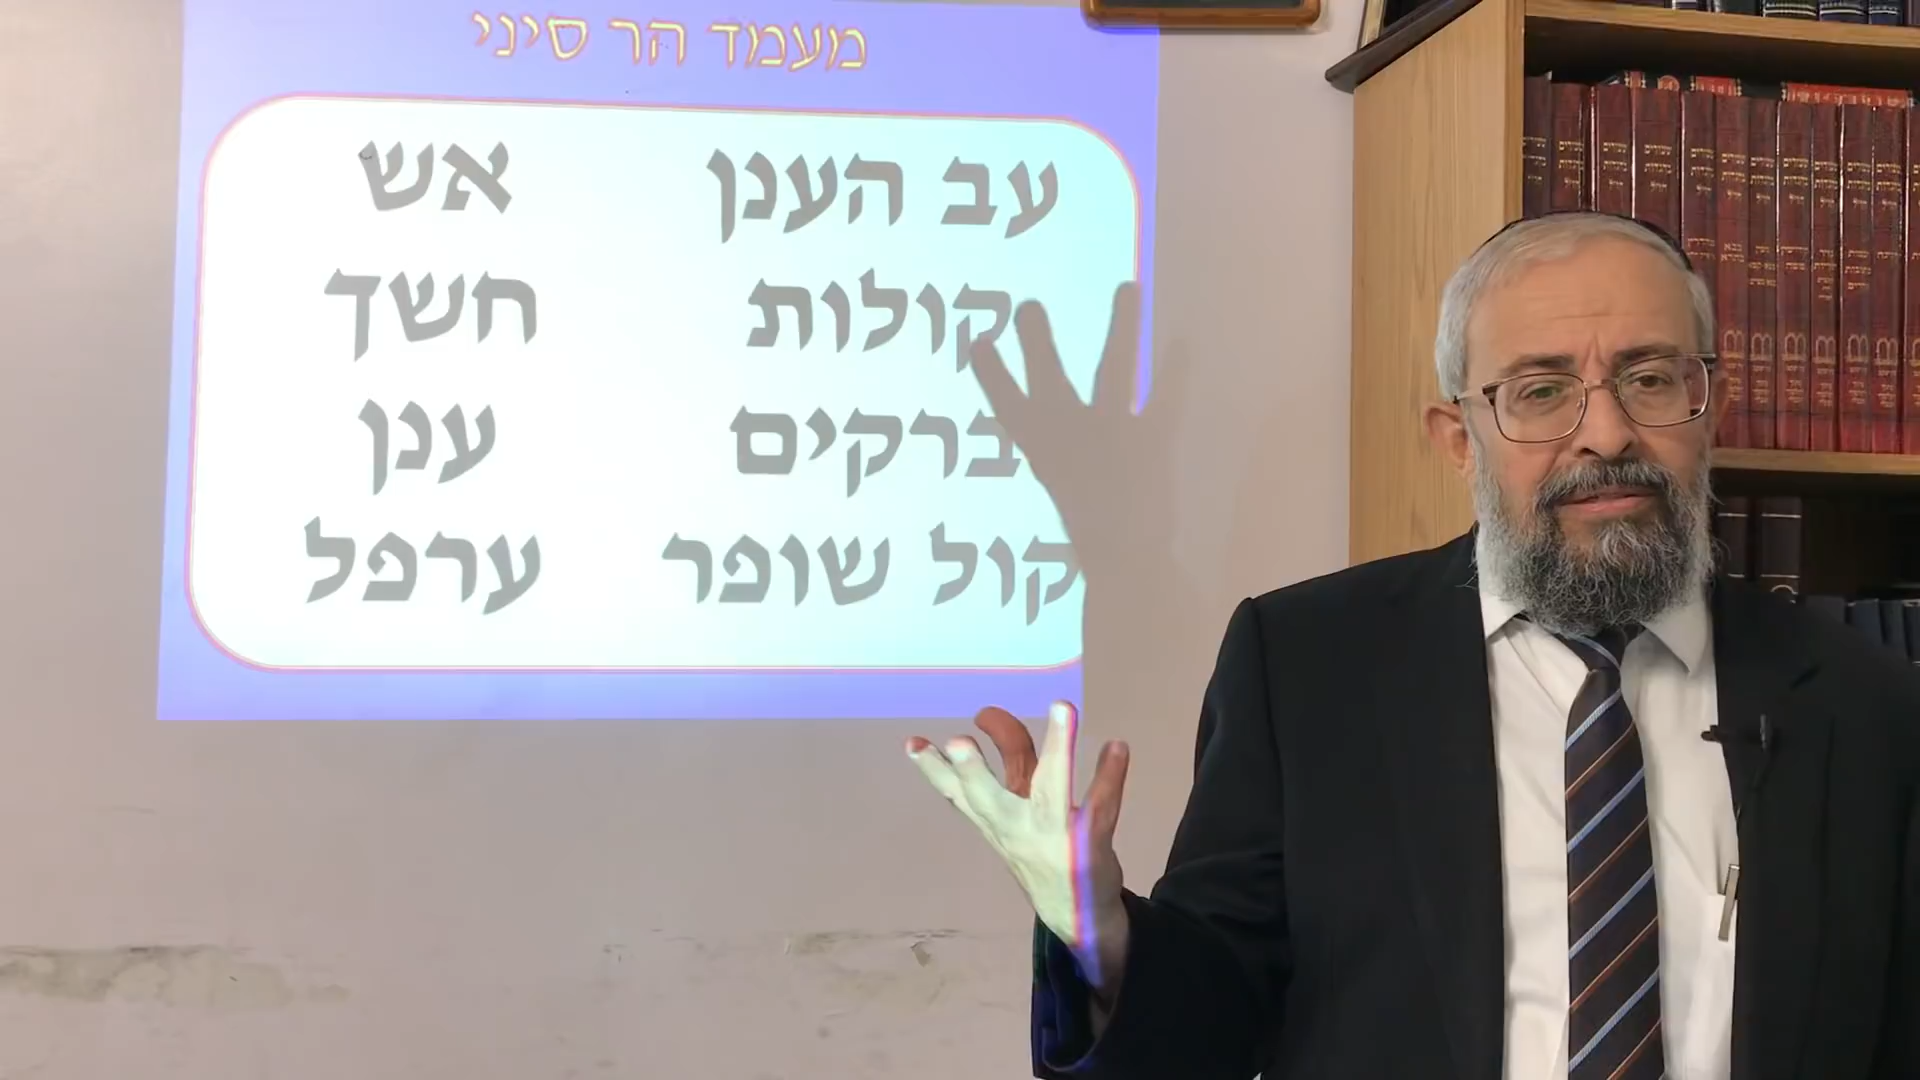 מעמד הר סיני
עב הענן אש
קולות חשך
ברקים ענן
קול שופר ערפל